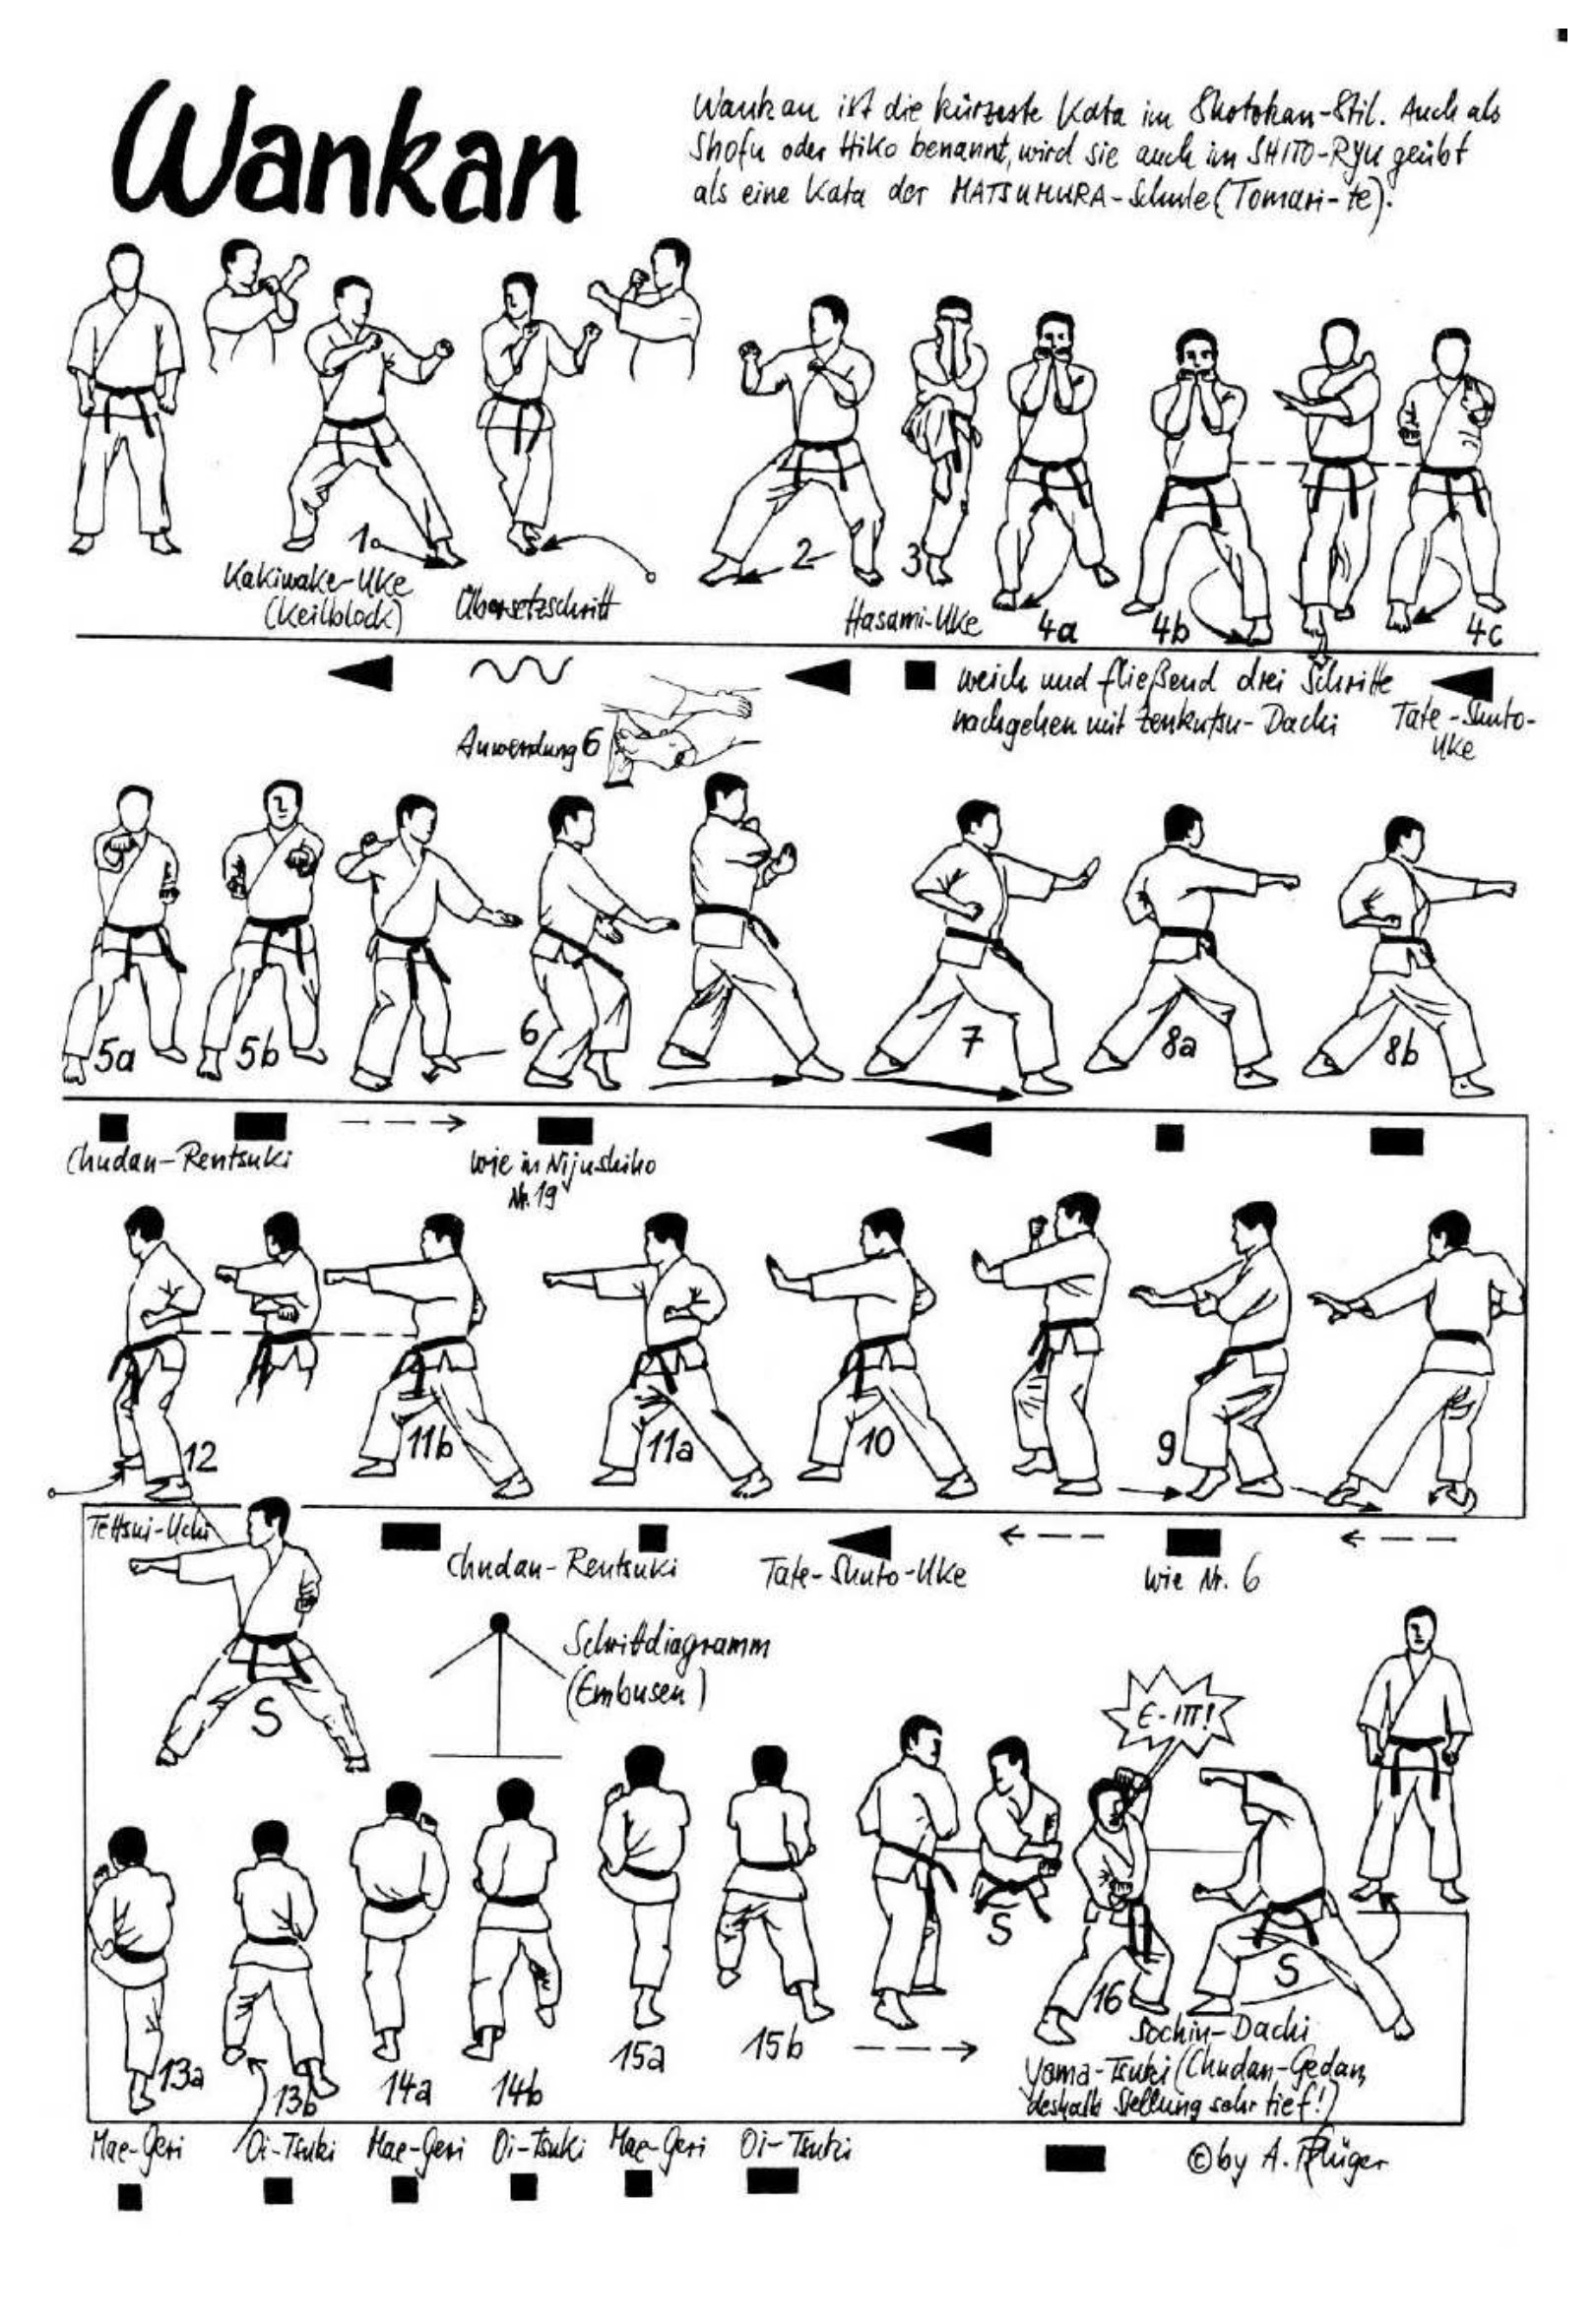 Wankan
Wankan ist die kürzeste Kata im Shotokan-Stil. Auch als
Shofu oder Hiko benannt, wird sie auch im SHITO-RYU geübt
als eine Kata der MATSUMURA-Schule (Tomari-te).
1
2
3
4a
4b
4c
Kakiwake-Uke
(Keilblock)
Übersetzschritt
Hasami-Uke
weich und fließend drei Schritte
nachgehen mit Zenkutsu-Dachi
Tate-Shuto-
Uke
Anwendung 6
5a
5b
6
7
8a
8b
Chudan-Rentsuki
wie in Nijushiho
Nr. 19
12
11b
11a
10
9
Tettsui-Uchi
Chudan-Rentsuki
Tate-Shuto-Uke
wie Nr. 6
S
Schrittdiagramm
(Embusen)
E-ITT!
S
S
16
13a
13b
14a
14b
15a
15b
Sochin-Dachi
Yama-Tsuki (Chudan-Gedan,
deshalb Stellung sehr tief!)
Mae-Geri
Oi-Tsuki
Mae-Geri
Oi-Tsuki
Mae-Geri
Oi-Tsuki
©by A. Pflüger